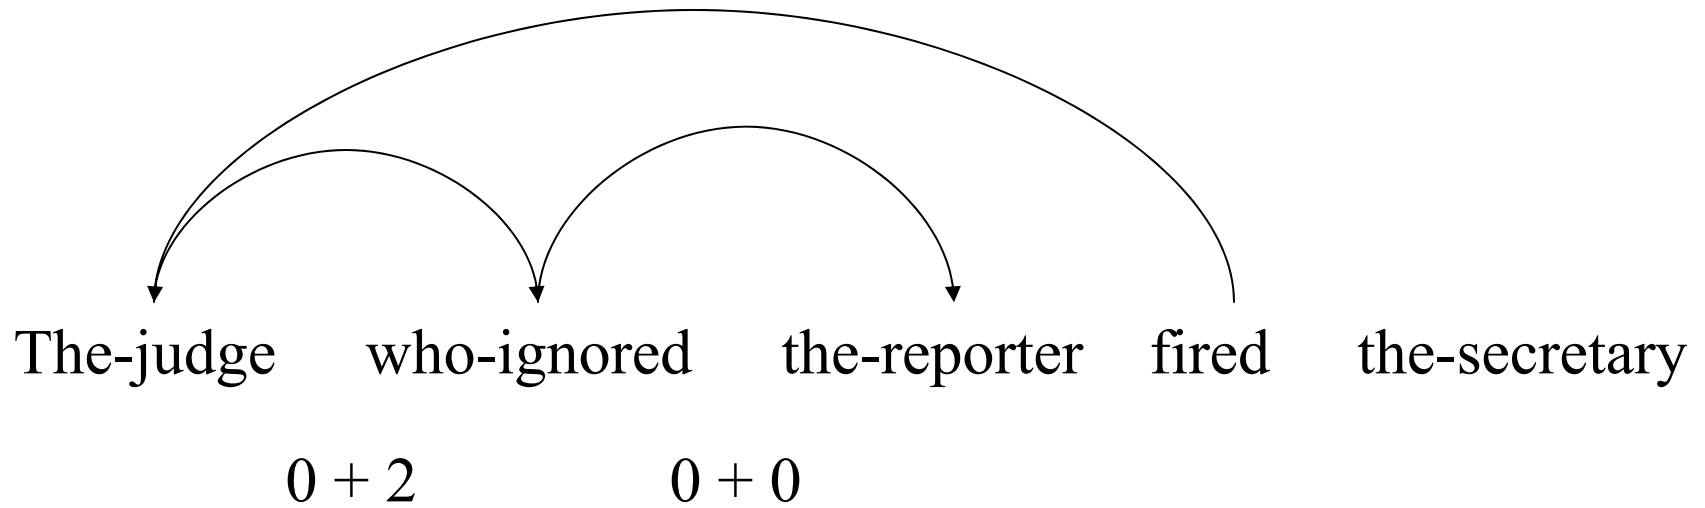 The-judge who-ignored the-reporter fired the-secretary
0 + 2 0 + 0